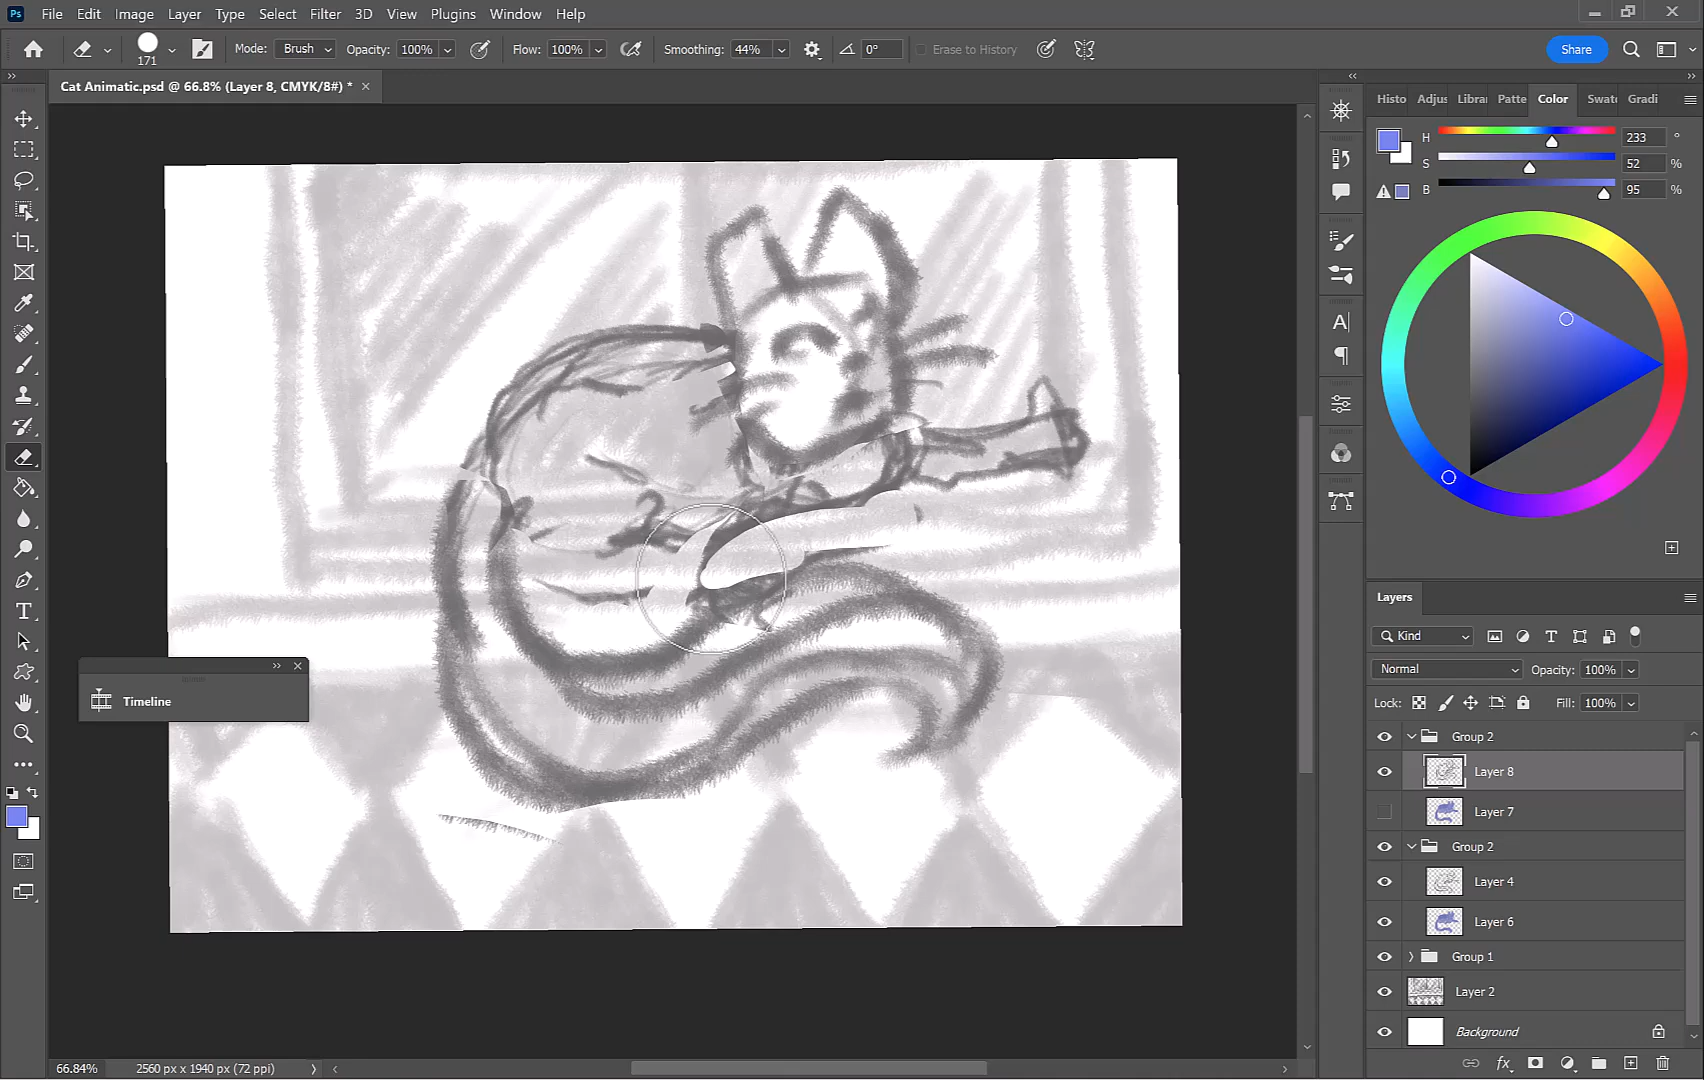 Ps File Edit Image Layer Type Select Filter 3D View Plugins Window Help
171 Mode: Brush Opacity: 100% Flow: 100% Smoothing: 44% 0° Erase to History Share
Cat Animatic.psd @ 66.8% (Layer 8, CMYK/8#) * ×
Histo Adjus Libra Patte Color Swatc Gradi
H 233 °
S 52 %
B 95 %
Timeline
Layers
Kind
Normal Opacity: 100%
Lock: Fill: 100%
Group 2
Layer 8
Layer 7
Group 2
Layer 4
Layer 6
Group 1
Layer 2
Background
66.84% 2560 px x 1940 px (72 ppi)